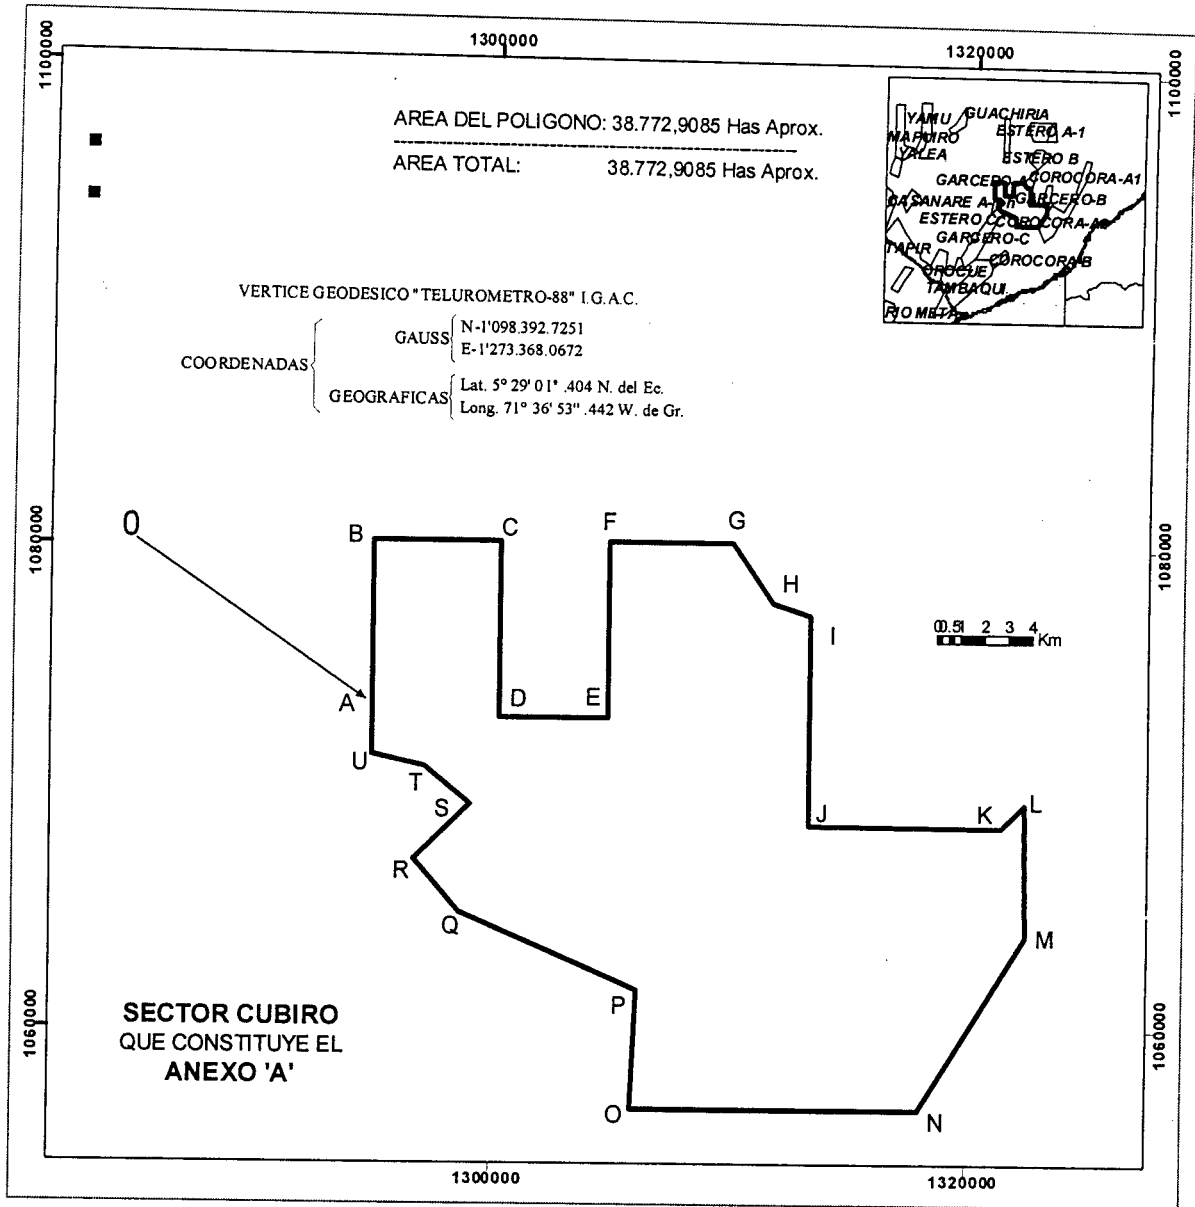 1300000
1320000
1100000
1100000
AREA DEL POLIGONO: 38.772,9085 Has Aprox.
AREA TOTAL: 38.772,9085 Has Aprox.
YAMU
GUACHIRIA
MAPUIRO
ESTERO A-1
YALEA
ESTERO B
GARCERO-A
COROCORA-A1
GARCERO-B
ESTERO C
GARCERO-C
TAPIR
COROCORA-B
OROCUE
TAMBAQUI
RIO META
VERTICE GEODESICO "TELUROMETRO-88" I.G.A.C.
COORDENADAS
GAUSS
N-1'098.392.7251
E-1'273.368.0672
GEOGRAFICAS
Lat. 5° 29' 01" .404 N. del Ec.
Long. 71° 36' 53" .442 W. de Gr.
0
B
C
F
G
1080000
1080000
H
I
0 0.5 1 2 3 4 Km
A
D
E
U
T
S
J
K
L
R
Q
M
P
SECTOR CUBIRO
QUE CONSTITUYE EL
ANEXO 'A'
1060000
1060000
O
N
1300000
1320000